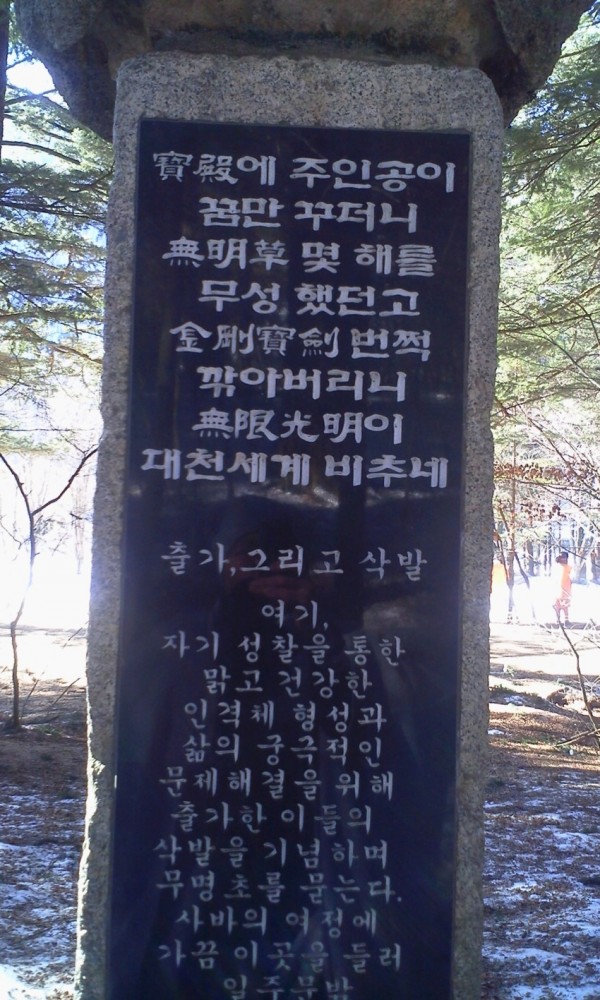 寶殿에 주인공이
꿈만 꾸더니
無明草 몇 해를
무성 했던고
金剛寶劍 번쩍
깎아버리니
無限光明이
대천세계 비추네
출가,그리고 삭발
여기,
자기 성찰을 통한
맑고 건강한
인격체 형성과
삶의 궁극적인
문제해결을위해
출가한 이들의
삭발을 기념하며
무명초를 묻는다.
사바의 여정에
가끔 이곳을 들러
일주문밖